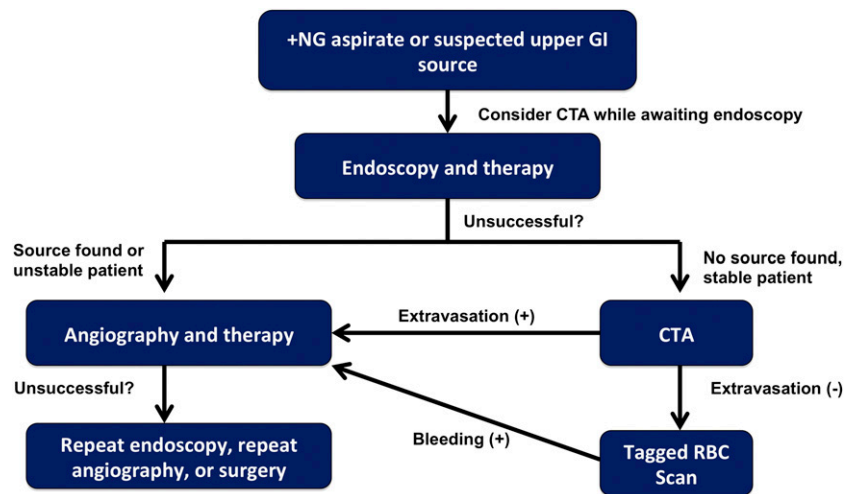 +NG aspirate or suspected upper GI
source
Consider CTA while awaiting endoscopy
Endoscopy and therapy
Unsuccessful?
Source found or
unstable patient
No source found,
stable patient
Angiography and therapy
Extravasation (+)
CTA
Unsuccessful?
Extravasation (-)
Bleeding (+)
Repeat endoscopy, repeat
angiography, or surgery
Tagged RBC
Scan